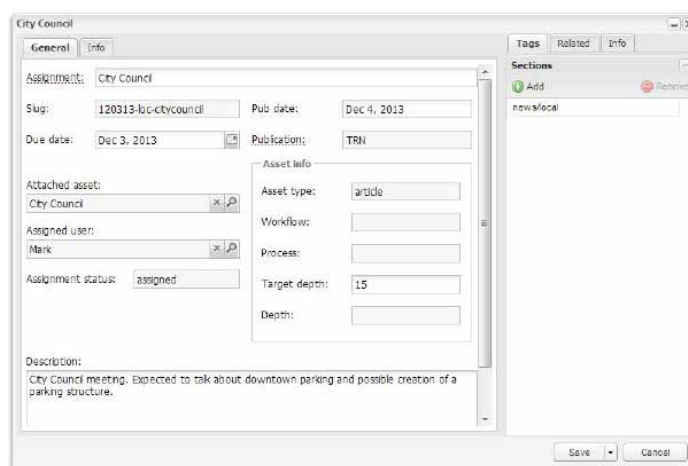 City Council
General Info
Assignment: City Council
Slug: 120313-loc-citycouncil Pub date: Dec 4, 2013
Due date: Dec 3, 2013 Publication: TRN
Asset Info
Attached asset: Asset type: article
City Council
Workflow:
Assigned user:
Mark Process:
Assignment status: assigned Target depth: 15
Depth:
Description:
City Council meeting. Expected to talk about downtown parking and possible creation of a
parking structure.
Tags Related Info
Sections
Add Remove
news/local
Save Cancel